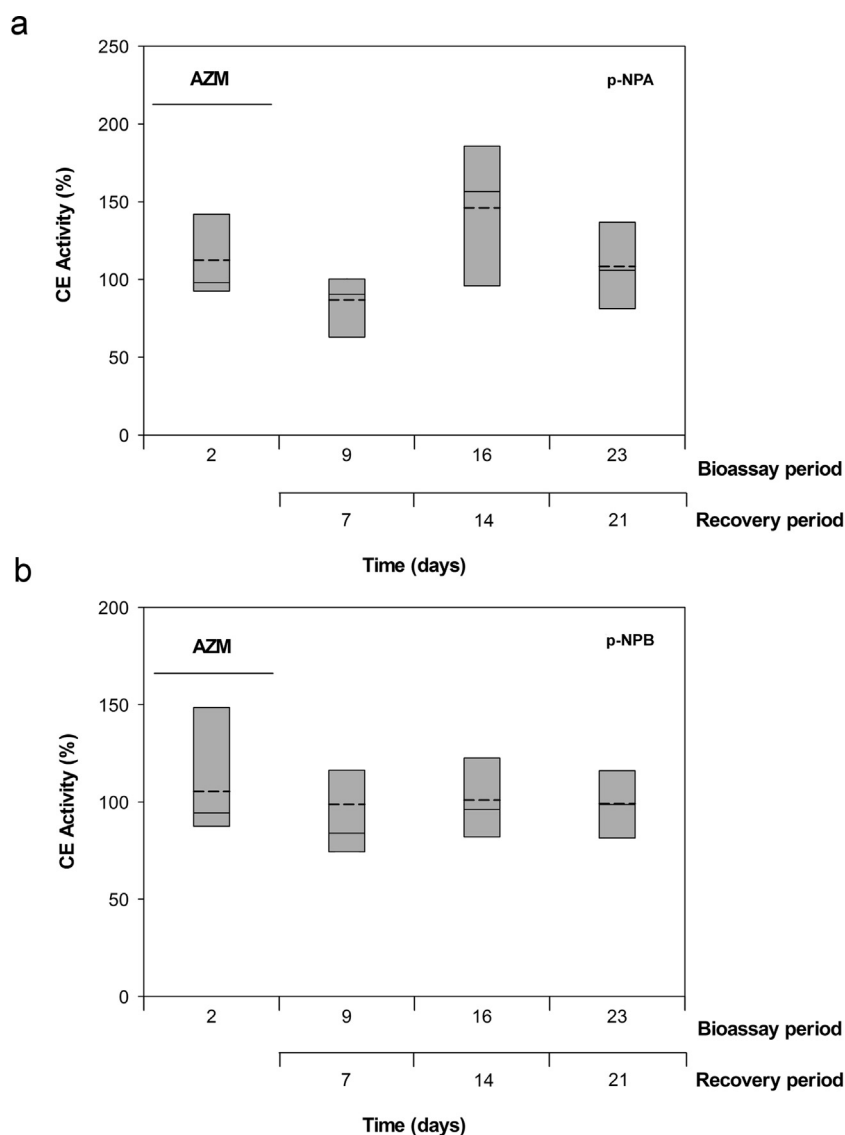 a
250
AZM p-NPA
200
150
100
50
0
CE Activity (%)
2 9 16 23
Bioassay period
7 14 21 Recovery period
Time (days)
b
200
AZM p-NPB
150
100
50
0
CE Activity (%)
2 9 16 23
Bioassay period
7 14 21 Recovery period
Time (days)